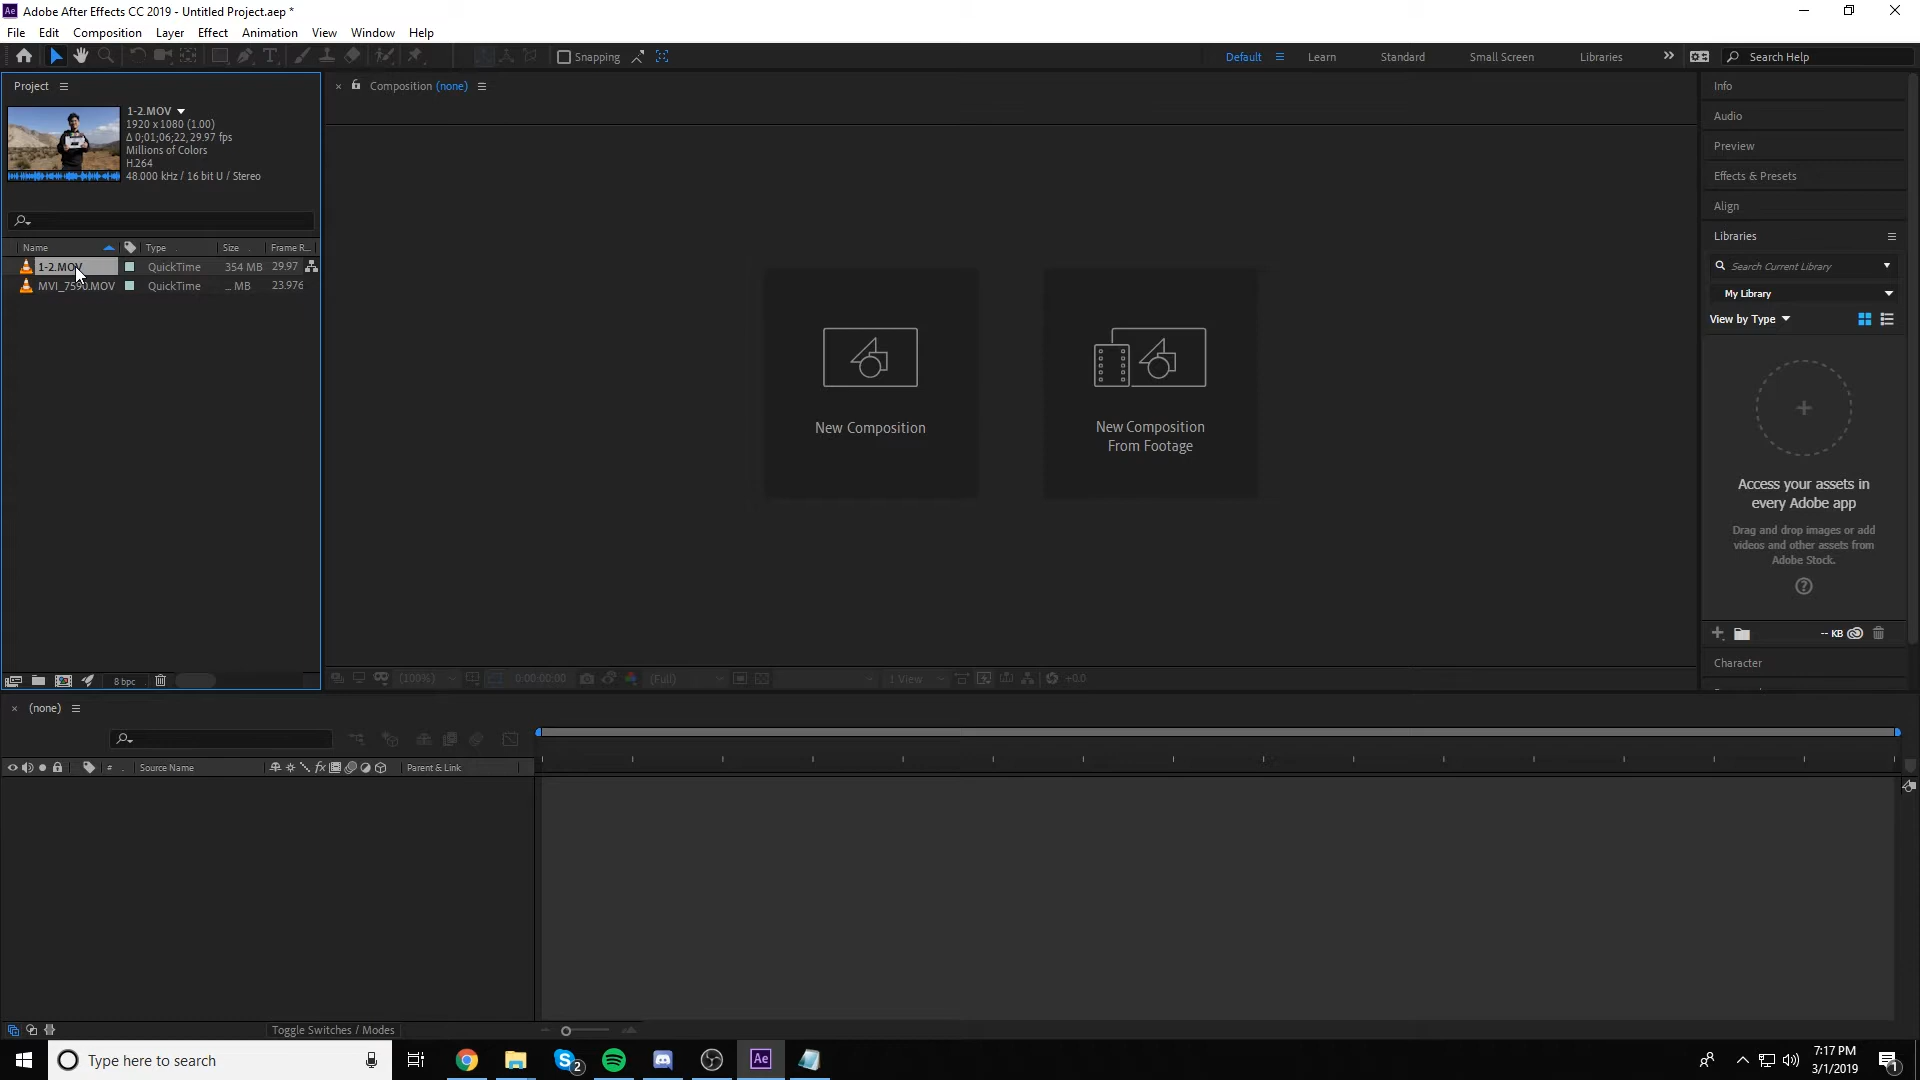 Ae Adobe After Effects CC 2019 - Untitled Project.aep *
File Edit Composition Layer Effect Animation View Window Help
Snapping
Default Learn Standard Small Screen Libraries Search Help
Project
1-2.MOV
1920 x 1080 (1.00)
Δ 0;01;06;22, 29.97 fps
Millions of Colors
H.264
48.000 kHz / 16 bit U / Stereo
Name Type Size Frame R...
1-2.MOV QuickTime 354 MB 29.97
MVI_7590.MOV QuickTime ... MB 23.976
8 bpc
Composition (none)
New Composition
New Composition
From Footage
(100%) 0:00:00:00 (Full) 1 View +0.0
Info
Audio
Preview
Effects & Presets
Align
Libraries
Search Current Library
My Library
View by Type
Access your assets in
every Adobe app
Drag and drop images or add
videos and other assets from
Adobe Stock.
?
-- KB
Character
(none)
# Source Name fx Parent & Link
Toggle Switches / Modes
Type here to search
S 2
Ae
7:17 PM
3/1/2019
1